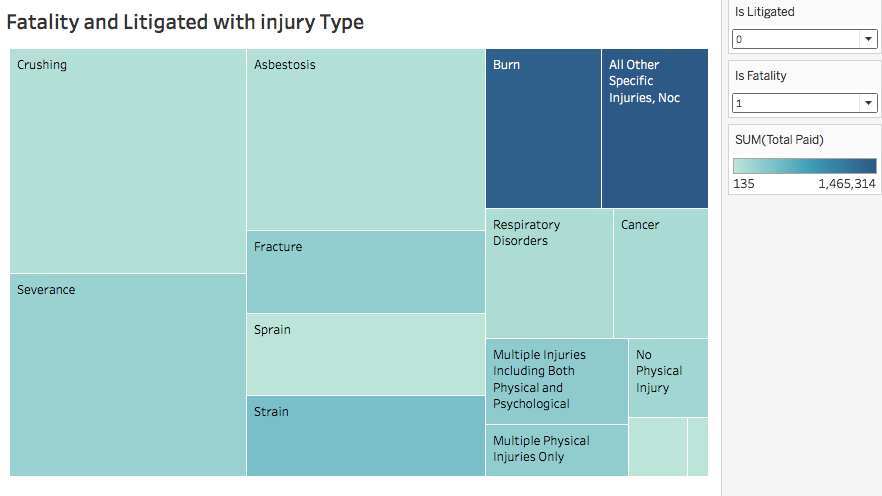 Fatality and Litigated with injury Type
Crushing
Severance
Asbestosis
Fracture
Sprain
Strain
Burn
All Other
Specific
Injuries, Noc
Respiratory
Disorders
Cancer
Multiple Injuries
Including Both
Physical and
Psychological
No
Physical
Injury
Multiple Physical
Injuries Only
Is Litigated
0
Is Fatality
1
SUM(Total Paid)
135 1,465,314